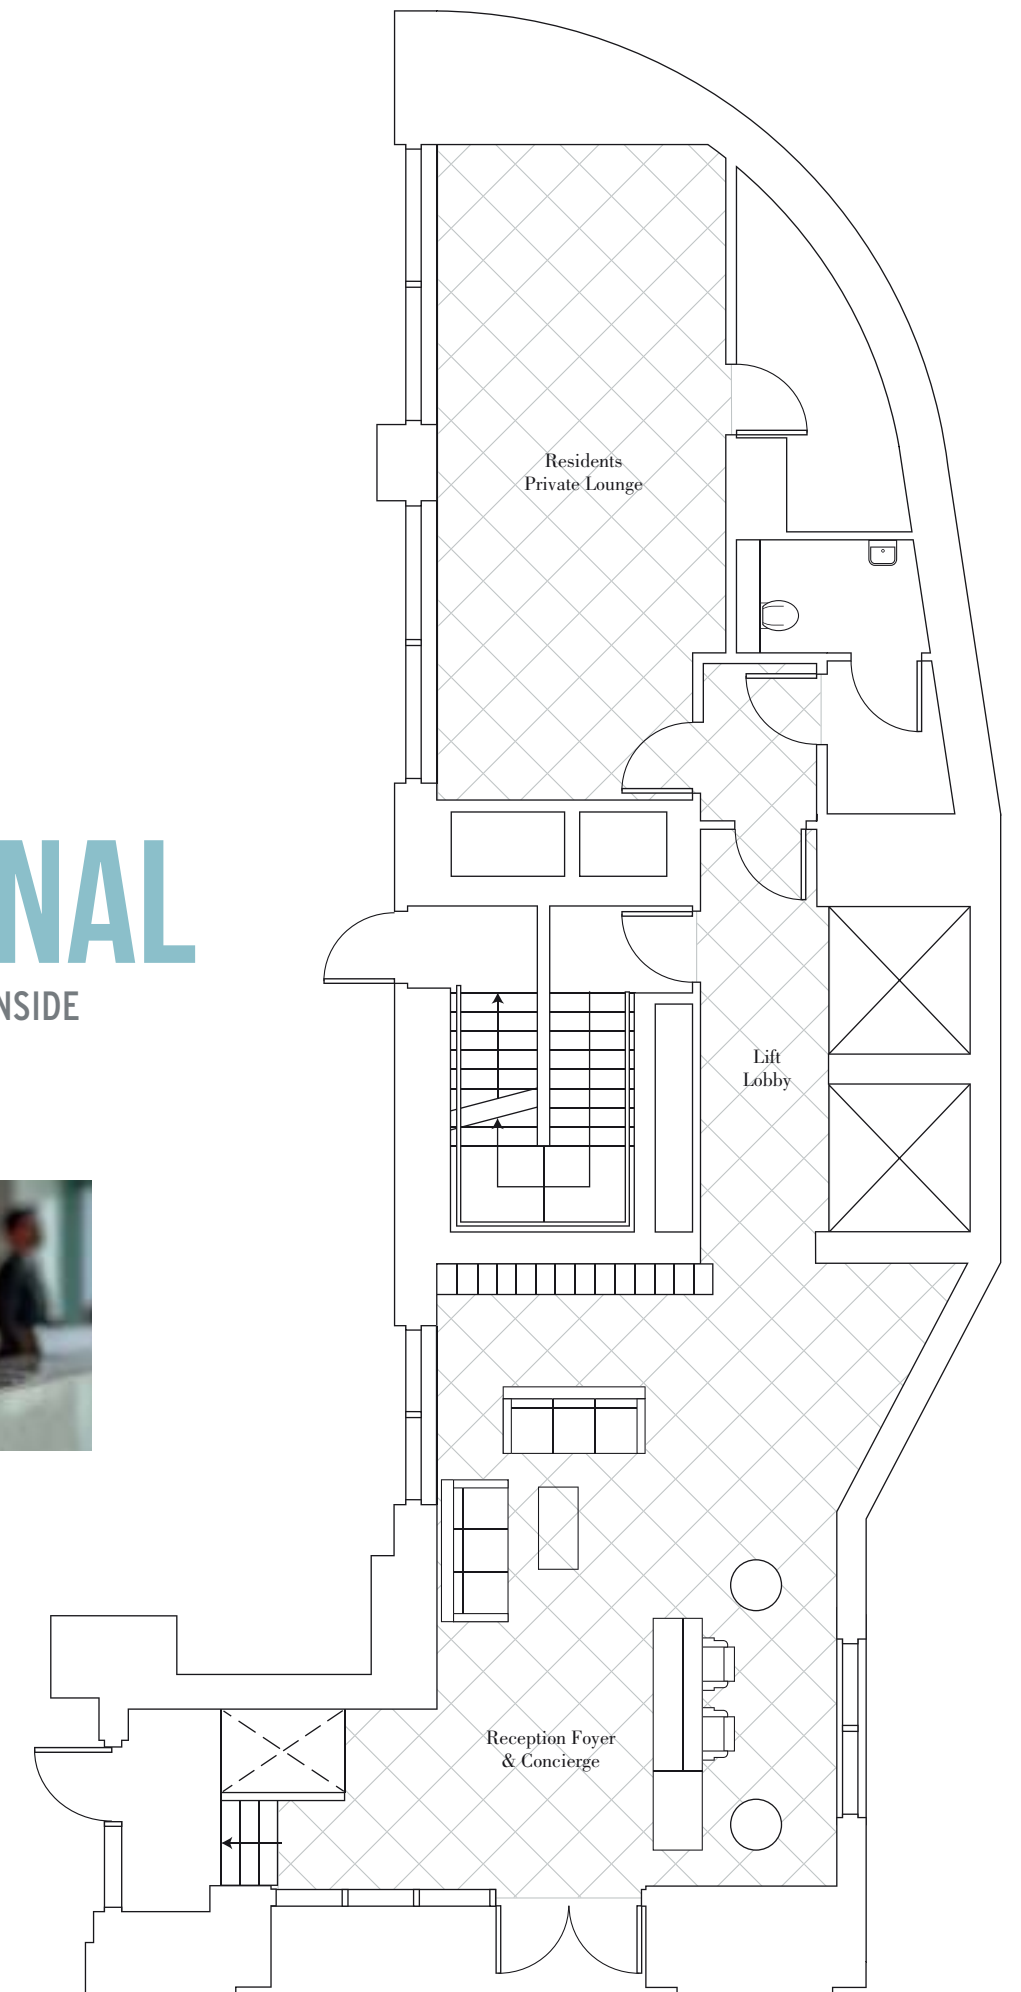 Residents
Private Lounge
NAL
NSIDE
Lift
Lobby
Reception Foyer
& Concierge